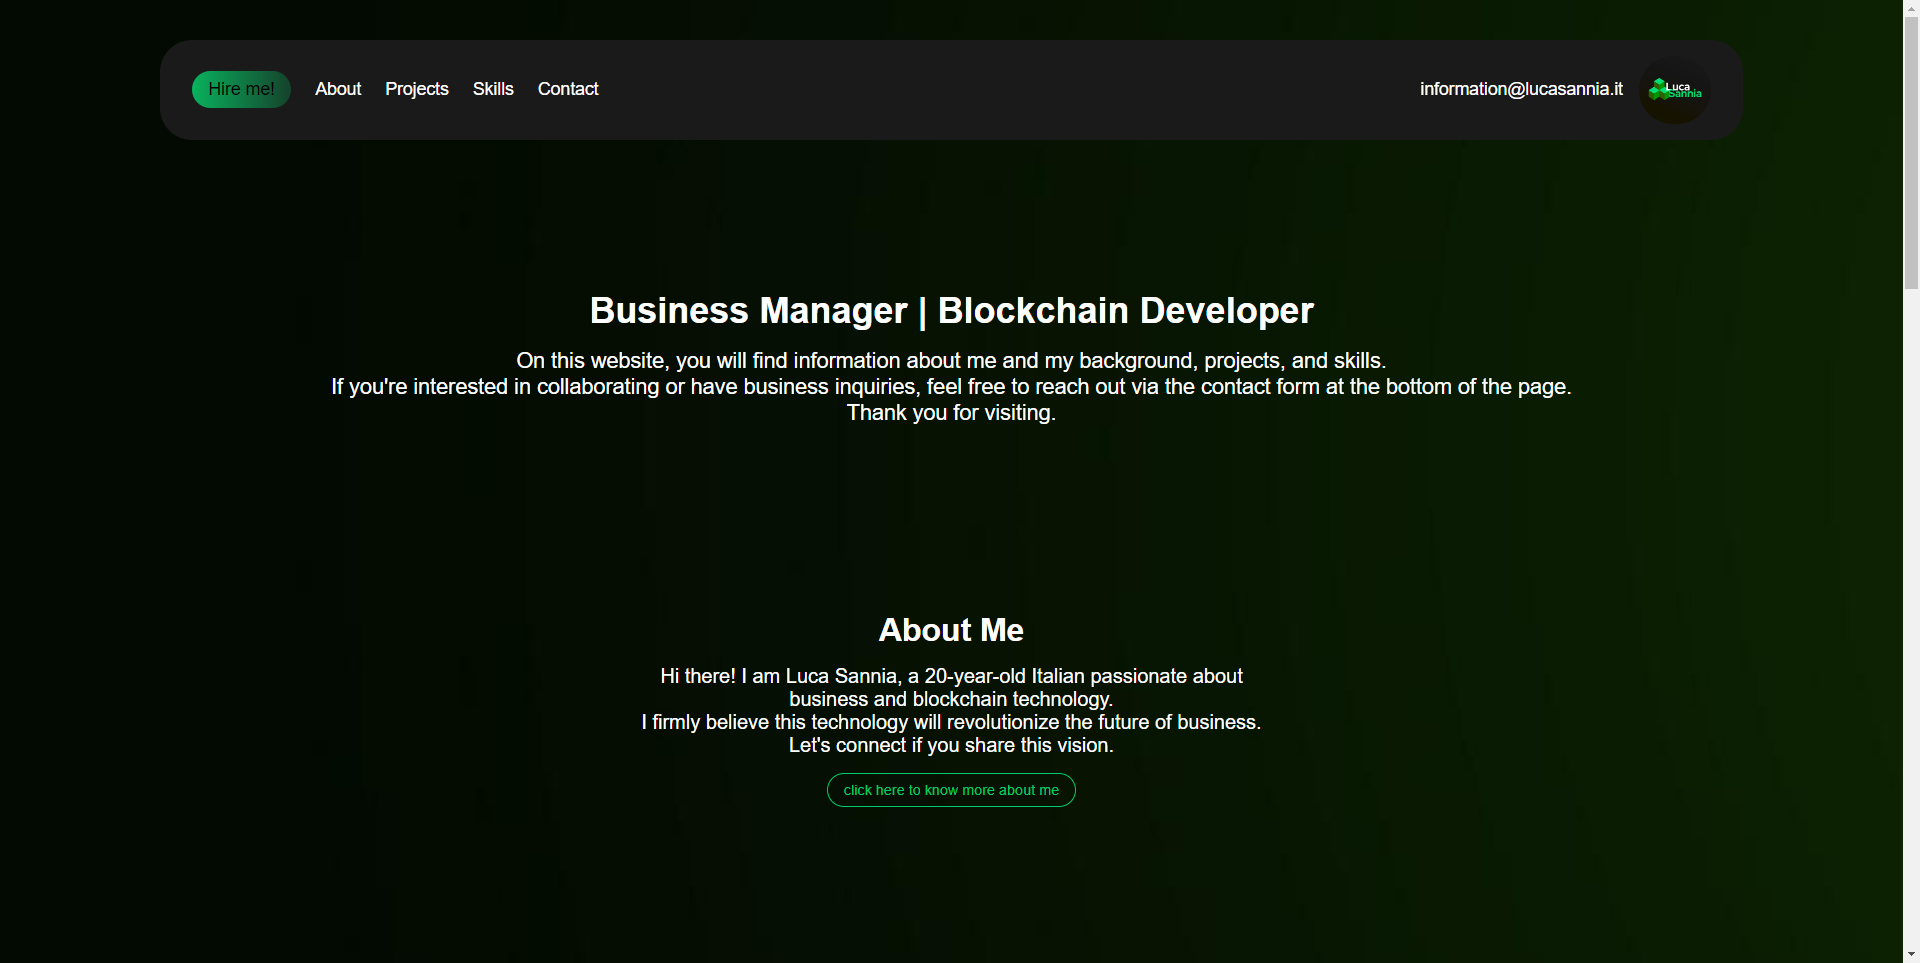 Hire me!
About
Projects
Skills
Contact
information@lucasannia.it
Luca
Sannia
Business Manager | Blockchain Developer
On this website, you will find information about me and my background, projects, and skills.
If you're interested in collaborating or have business inquiries, feel free to reach out via the contact form at the bottom of the page.
Thank you for visiting.
About Me
Hi there! I am Luca Sannia, a 20-year-old Italian passionate about
business and blockchain technology.
I firmly believe this technology will revolutionize the future of business.
Let's connect if you share this vision.
click here to know more about me